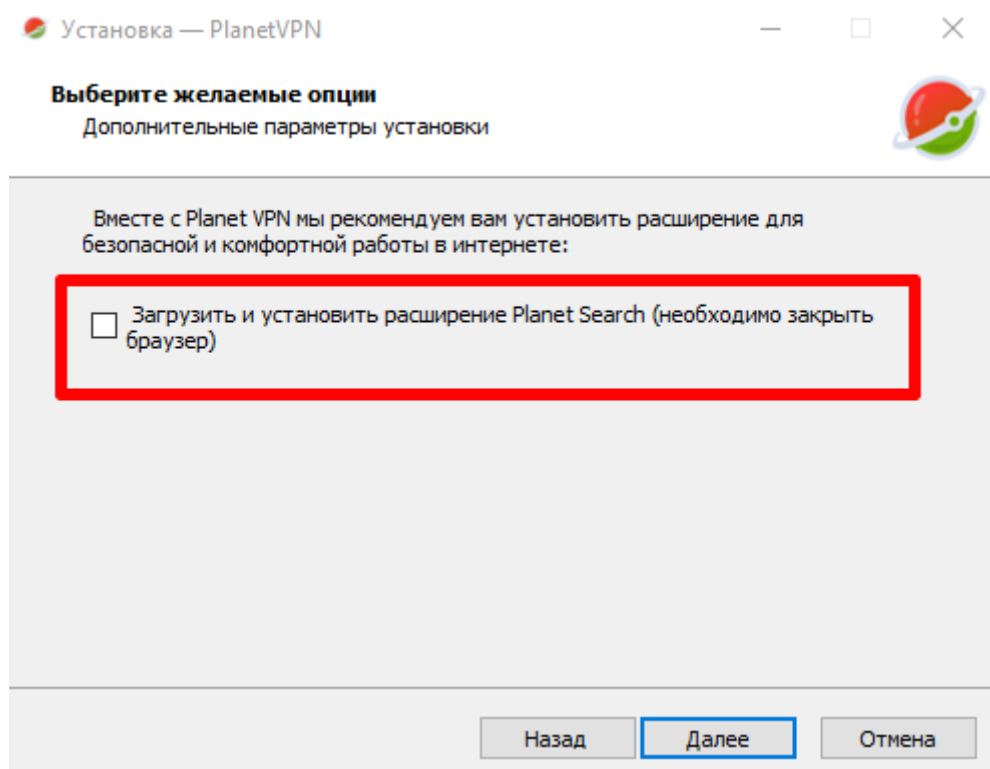 Установка — PlanetVPN
Выберите желаемые опции
Дополнительные параметры установки
Вместе с Planet VPN мы рекомендуем вам установить расширение для
безопасной и комфортной работы в интернете:
Загрузить и установить расширение Planet Search (необходимо закрыть
браузер)
Назад Далее Отмена